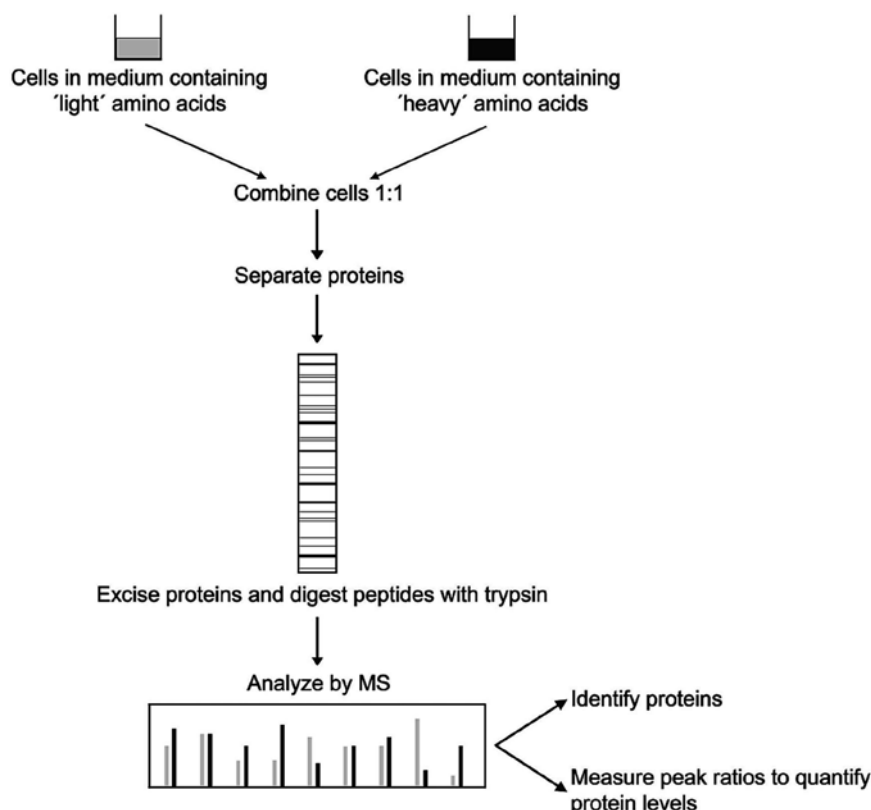 Cells in medium containing
´light´ amino acids
Cells in medium containing
´heavy´ amino acids
Combine cells 1:1
Separate proteins
Excise proteins and digest peptides with trypsin
Analyze by MS
Identify proteins
Measure peak ratios to quantify
protein levels